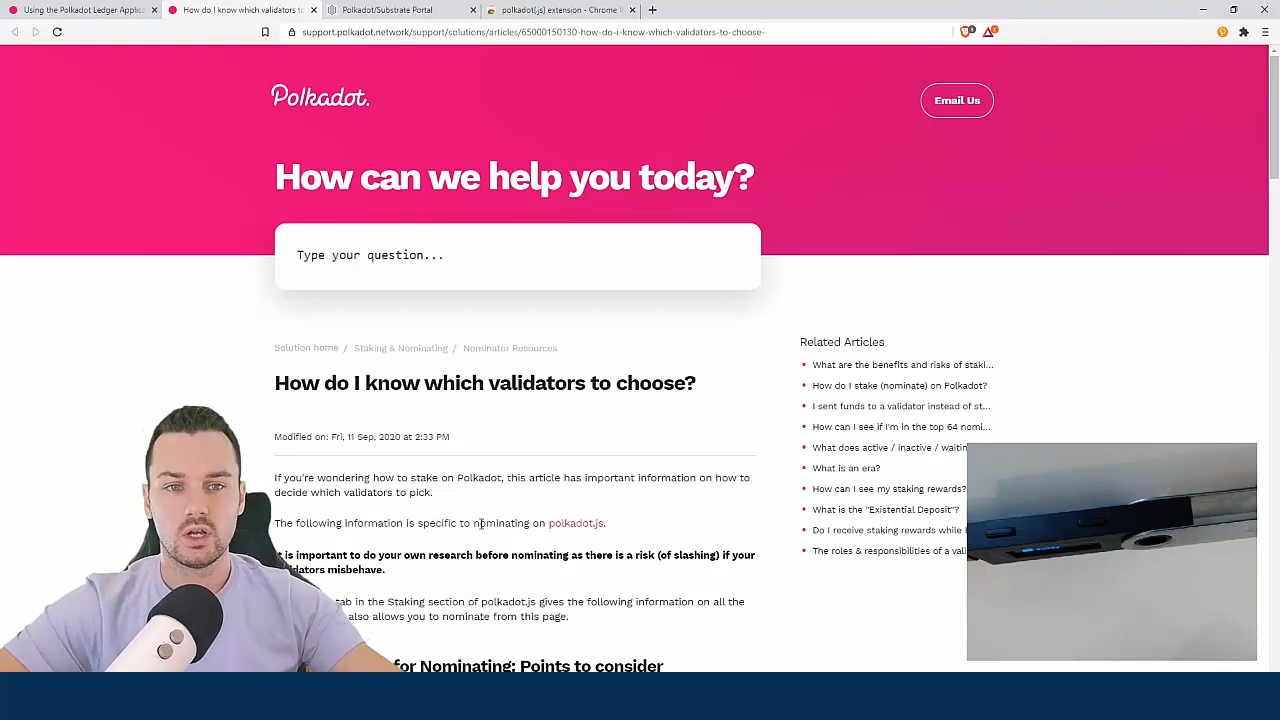 Using the Polkadot Ledger Applica
How do I know which validators to
Polkadot/Substrate Portal
polkadot{.js} extension - Chrome
support.polkadot.network/support/solutions/articles/65000150130-how-do-i-know-which-validators-to-choose-
Polkadot.
Email Us
How can we help you today?
Type your question...
Solution home / Staking & Nominating / Nominator Resources
How do I know which validators to choose?
Modified on: Fri, 11 Sep, 2020 at 2:33 PM
If you're wondering how to stake on Polkadot, this article has important information on how to
decide which validators to pick.
The following information is specific to nominating on polkadot.js.
t is important to do your own research before nominating as there is a risk (of slashing) if your
idators misbehave.
tab in the Staking section of polkadot.js gives the following information on all the
also allows you to nominate from this page.
for Nominating: Points to consider
Related Articles
What are the benefits and risks of staki...
How do I stake (nominate) on Polkadot?
I sent funds to a validator instead of st...
How can I see if I'm in the top 64 nomi...
What does active / inactive / waitin
What is an era?
How can I see my staking rewards?
What is the "Existential Deposit"?
Do I receive staking rewards while
The roles & responsibilities of a vali